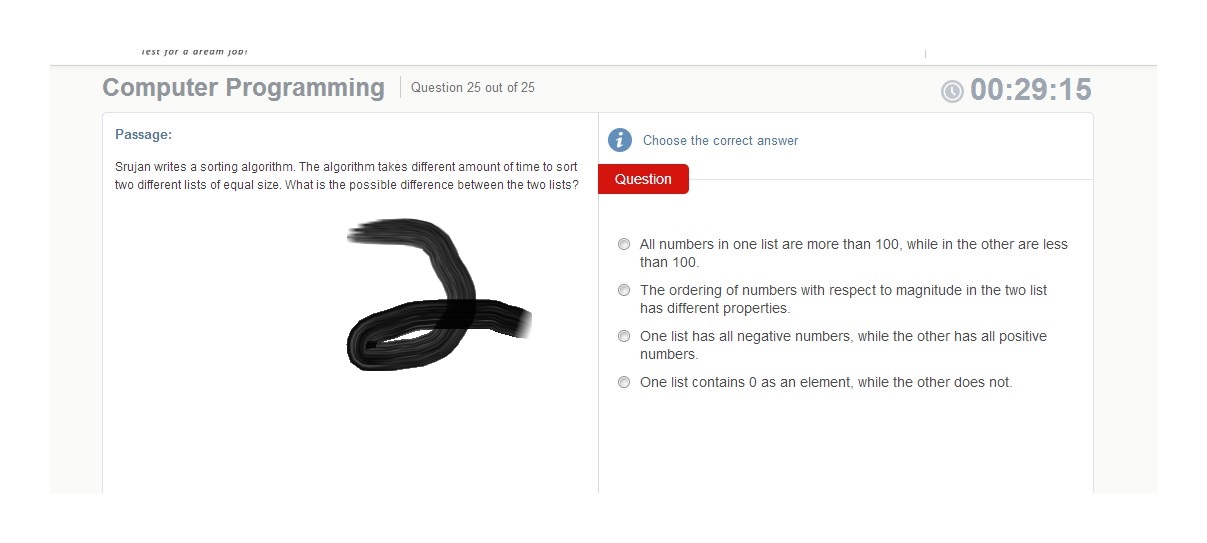 Test for a dream job!
Computer Programming
Question 25 out of 25
00:29:15
Passage:
Srujan writes a sorting algorithm. The algorithm takes different amount of time to sort
two different lists of equal size. What is the possible difference between the two lists?
i
Choose the correct answer
Question
All numbers in one list are more than 100, while in the other are less
than 100.
The ordering of numbers with respect to magnitude in the two list
has different properties.
One list has all negative numbers, while the other has all positive
numbers.
One list contains 0 as an element, while the other does not.